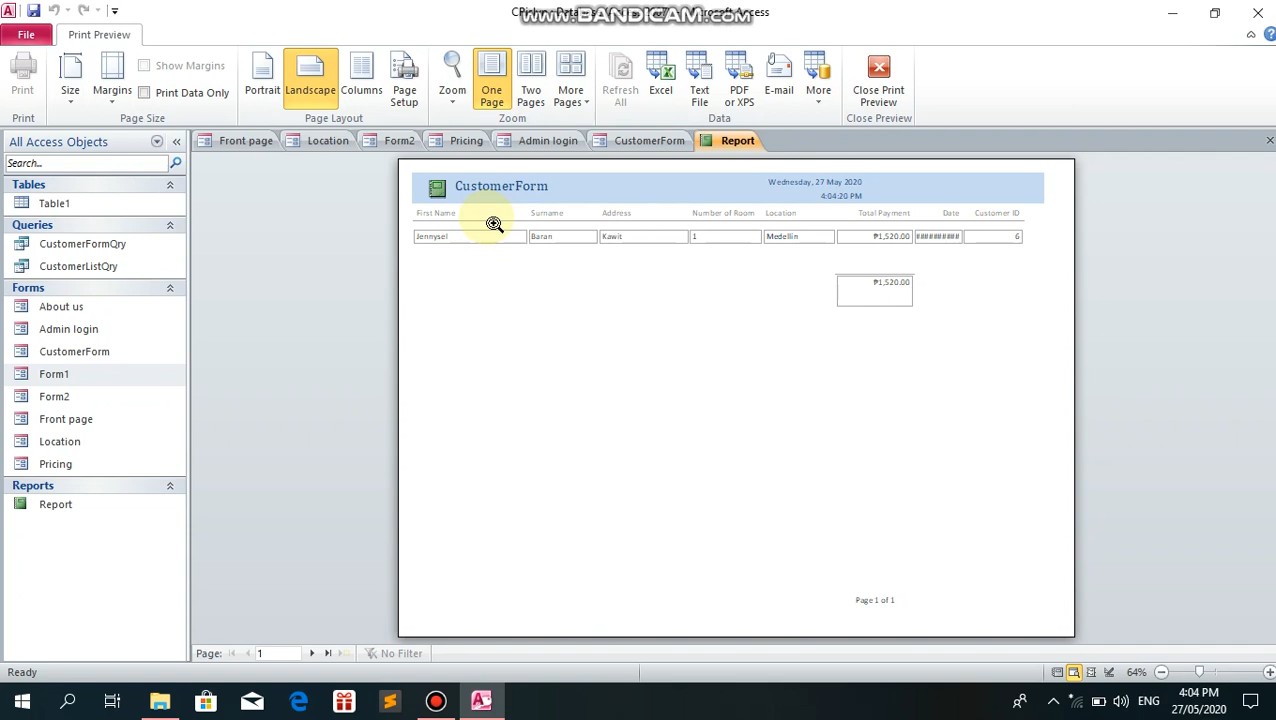 www.BANDICAM.com
Microsoft Access
File
Print Preview
Print
Size
Margins
Show Margins
Print Data Only
Portrait
Landscape
Columns
Page Setup
Zoom
One Page
Two Pages
More Pages
Refresh All
Excel
Text File
PDF or XPS
E-mail
More
Close Print Preview
Print
Page Size
Page Layout
Zoom
Data
Close Preview
All Access Objects
Front page
Location
Form2
Pricing
Admin login
CustomerForm
Report
Search...
Tables
Table1
Queries
CustomerFormQry
CustomerListQry
Forms
About us
Admin login
CustomerForm
Form1
Form2
Front page
Location
Pricing
Reports
Report
CustomerForm
Wednesday, 27 May 2020
4:04:20 PM
First Name
Surname
Address
Number of Room
Location
Total Payment
Date
Customer ID
Jennysel
Baran
Kawit
1
Medellin
₱1,520.00
##########
6
₱1,520.00
Page 1 of 1
Page:
1
No Filter
Ready
64%
ENG
4:04 PM
27/05/2020